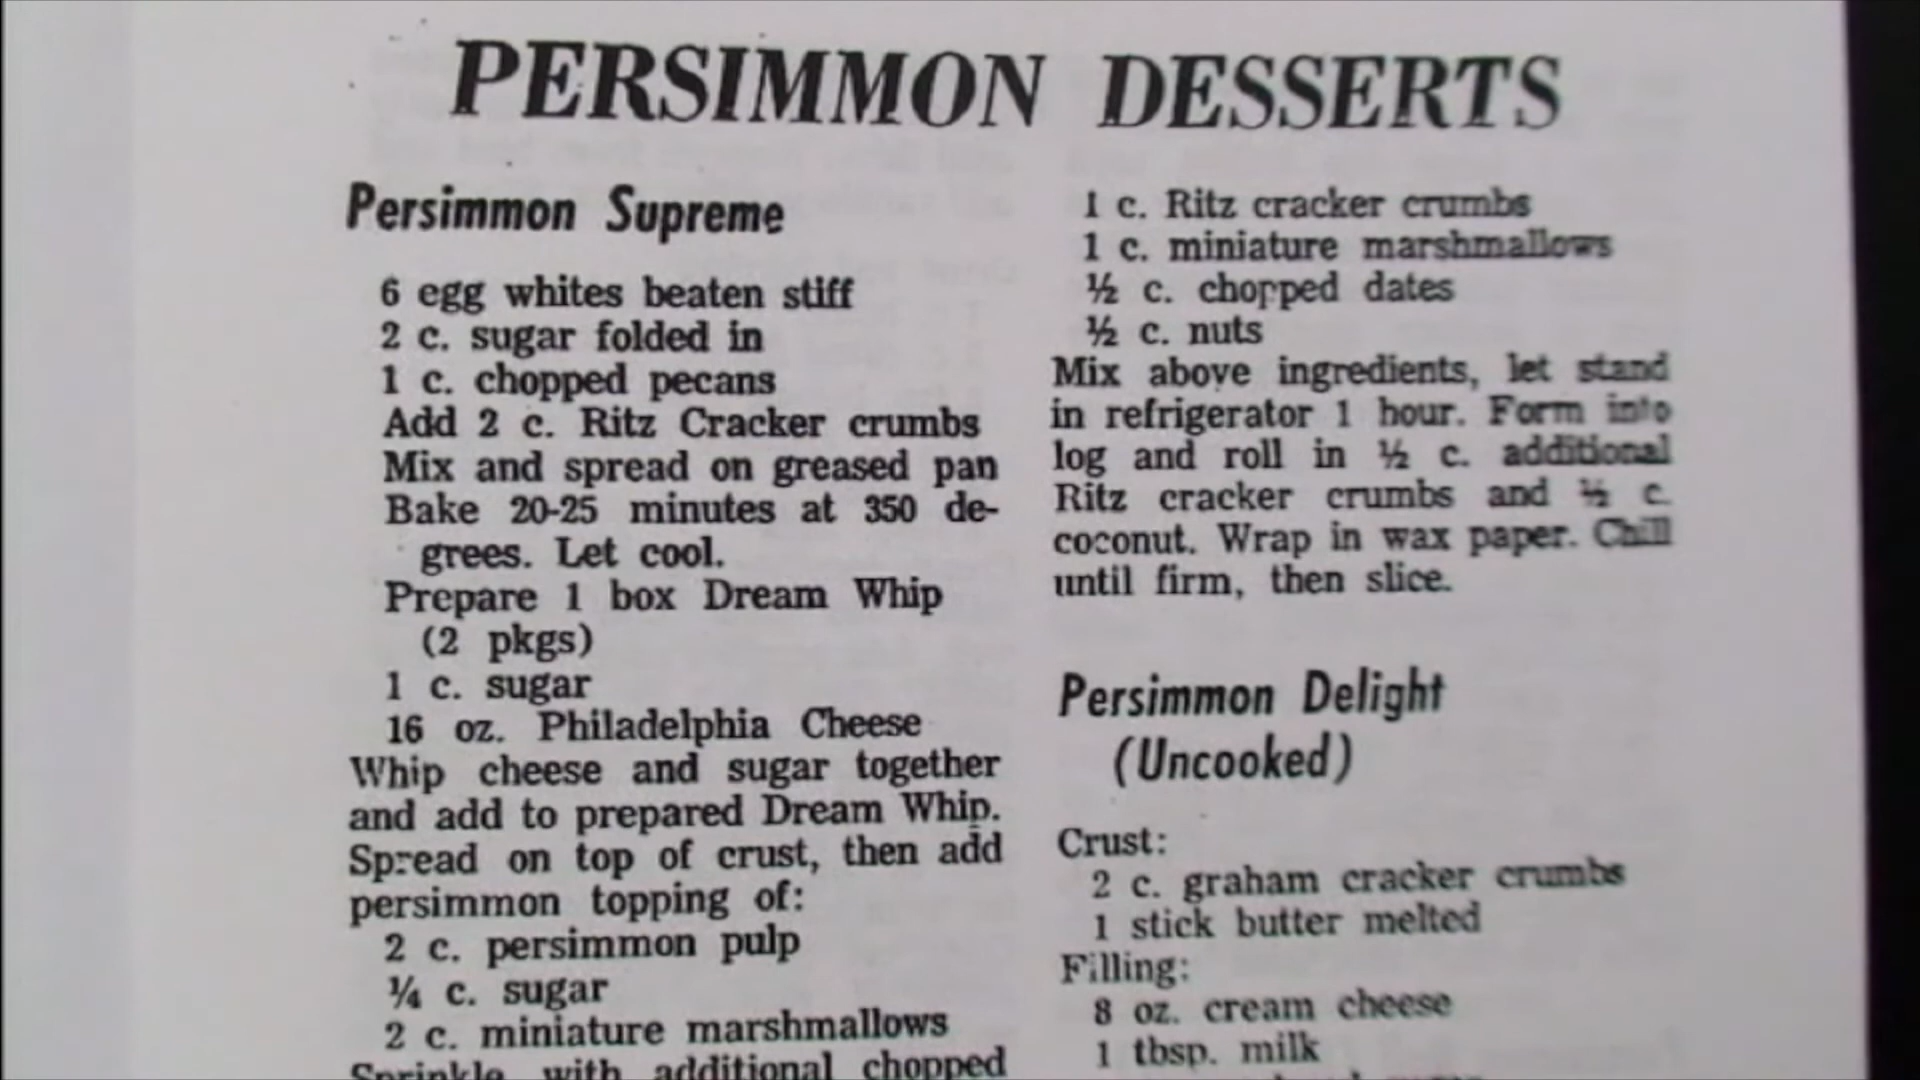 PERSIMMON DESSERTS
Persimmon Supreme
6 egg whites beaten stiff
2 c. sugar folded in
1 c. chopped pecans
Add 2 c. Ritz Cracker crumbs
Mix and spread on greased pan
Bake 20-25 minutes at 350 de-
grees. Let cool.
Prepare 1 box Dream Whip
(2 pkgs)
1 c. sugar
16 oz. Philadelphia Cheese
Whip cheese and sugar together
and add to prepared Dream Whip.
Spread on top of crust, then add
persimmon topping of:
2 c. persimmon pulp
¼ c. sugar
2 c. miniature marshmallows
Sprinkle with additional chopped
1 c. Ritz cracker crumbs
1 c. miniature marshmallows
½ c. chopped dates
½ c. nuts
Mix above ingredients, let stand
in refrigerator 1 hour. Form into
log and roll in ½ c. additional
Ritz cracker crumbs and ½ c.
coconut. Wrap in wax paper. Chill
until firm, then slice.
Persimmon Delight
(Uncooked)
Crust:
2 c. graham cracker crumbs
1 stick butter melted
Filling:
8 oz. cream cheese
1 tbsp. milk